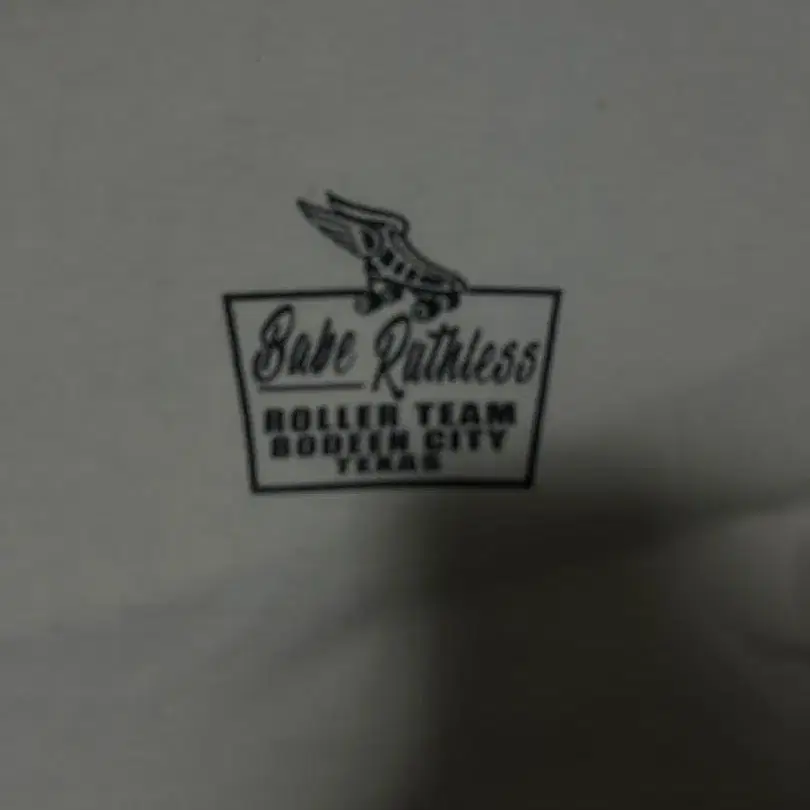 Babe Ruthless
ROLLER TEAM
BODEEN CITY
TEXAS